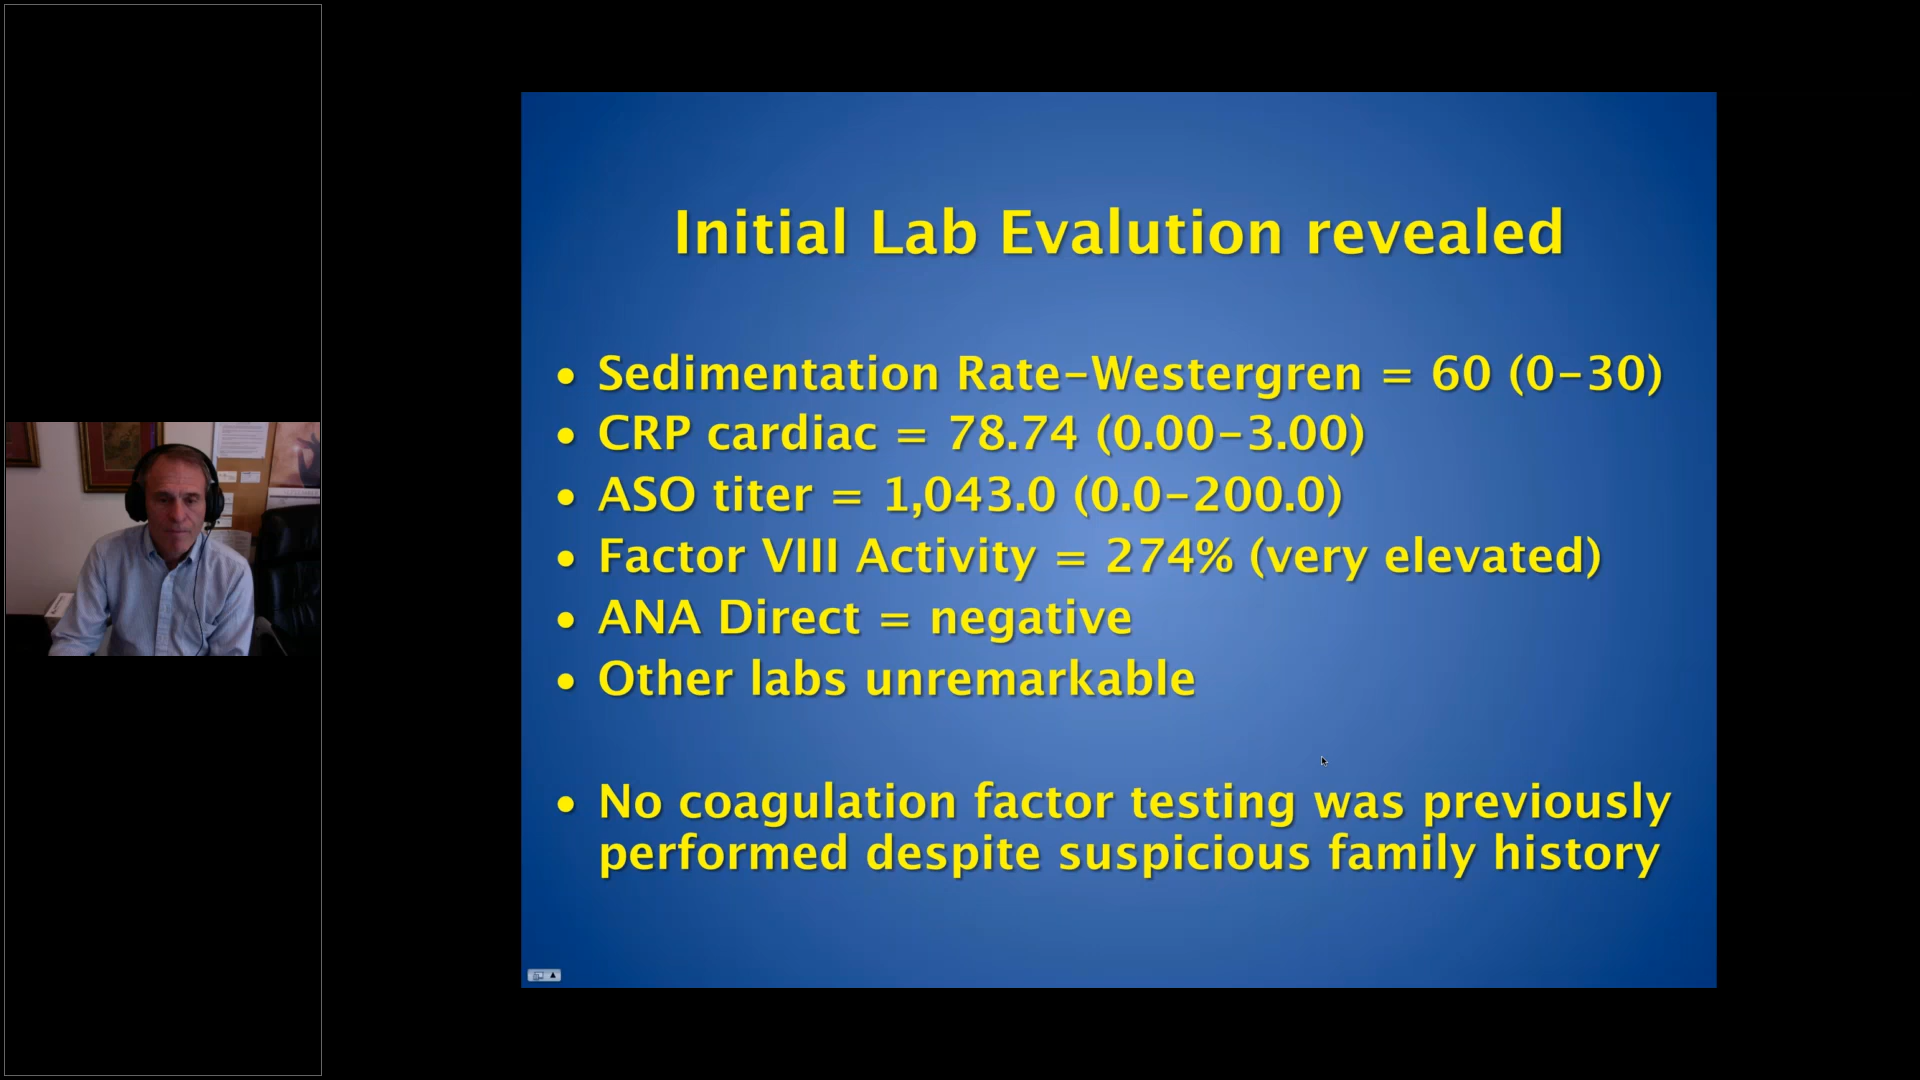 Initial Lab Evalution revealed
• Sedimentation Rate-Westergren = 60 (0-30)
• CRP cardiac = 78.74 (0.00-3.00)
• ASO titer = 1,043.0 (0.0-200.0)
• Factor VIII Activity = 274% (very elevated)
• ANA Direct = negative
• Other labs unremarkable
• No coagulation factor testing was previously
performed despite suspicious family history